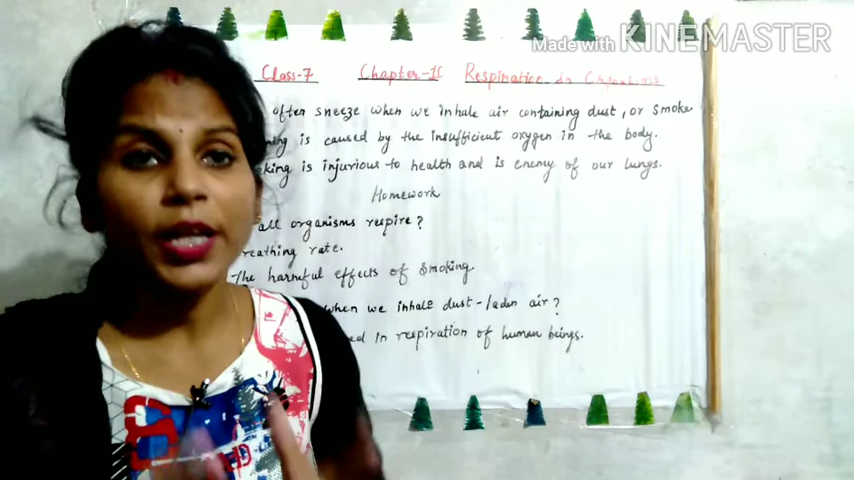 Made with KINEMASTER
Class-7 Chapter-10 Respiration in Organisms
often sneeze when we inhale air containing dust, or smoke
ning is caused by the insufficient oxygen in the body.
king is injurious to health and is enemy of our lungs.
Homework
all organisms respire?
reathing rate.
The harmful effects of smoking.
when we inhale dust-laden air?
ed in respiration of human beings.